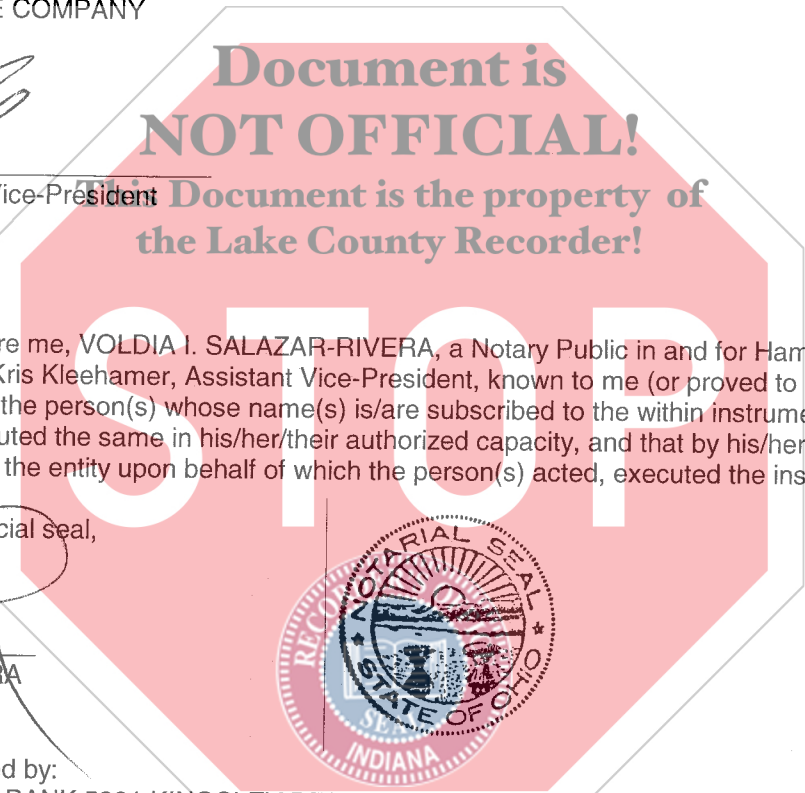 E COMPANY
Document is
NOT OFFICIAL!
Vice-President
This Document is the property of
the Lake County Recorder!
STOP
re me, VOLDIA I. SALAZAR-RIVERA, a Notary Public in and for Ham
Kris Kleehamer, Assistant Vice-President, known to me (or proved to
the person(s) whose name(s) is/are subscribed to the within instrume
uted the same in his/her/their authorized capacity, and that by his/her
the entity upon behalf of which the person(s) acted, executed the ins
cial seal,
NOTARIAL SEAL
STATE OF OHIO
SEAL
INDIANA
RA
d by: